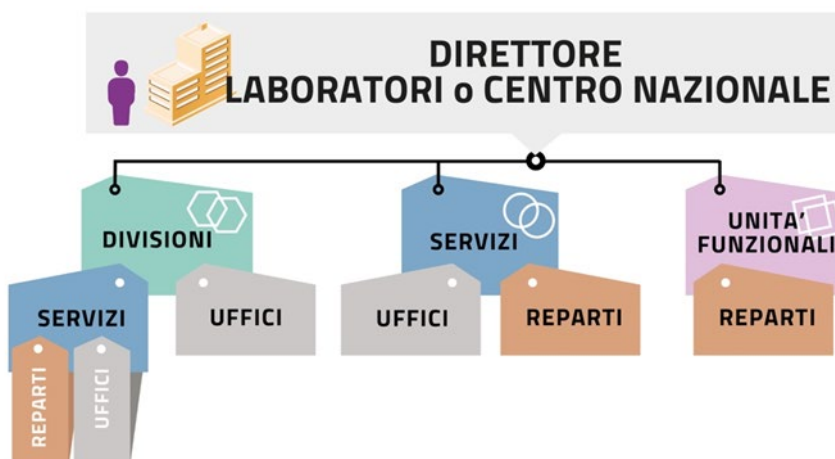 DIRETTORE
LABORATORI o CENTRO NAZIONALE
DIVISIONI
SERVIZI
UNITA'
FUNZIONALI
SERVIZI
UFFICI
UFFICI
REPARTI
REPARTI
REPARTI
UFFICI